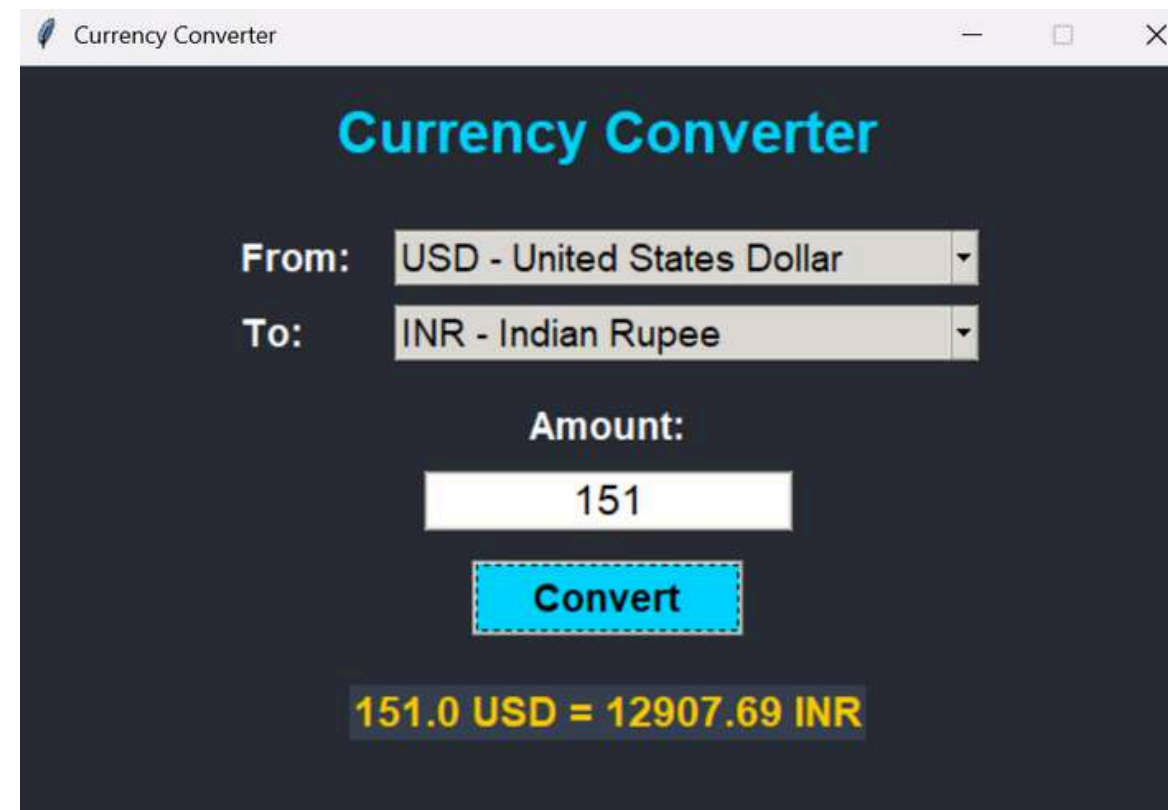 Currency Converter
Currency Converter
From: USD - United States Dollar
To: INR - Indian Rupee
Amount:
151
Convert
151.0 USD = 12907.69 INR